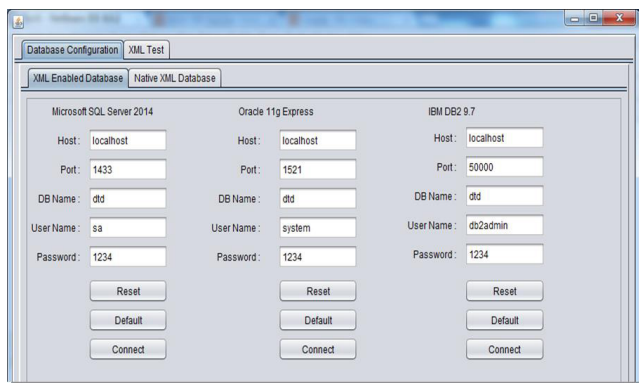 Database Configuration XML Test
XML Enabled Database Native XML Database
Microsoft SQL Server 2014
Host: localhost
Port: 1433
DB Name: dtd
User Name: sa
Password: 1234
Reset
Default
Connect
Oracle 11g Express
Host: localhost
Port: 1521
DB Name: dtd
User Name: system
Password: 1234
Reset
Default
Connect
IBM DB2 9.7
Host: localhost
Port: 50000
DB Name: dtd
User Name: db2admin
Password: 1234
Reset
Default
Connect